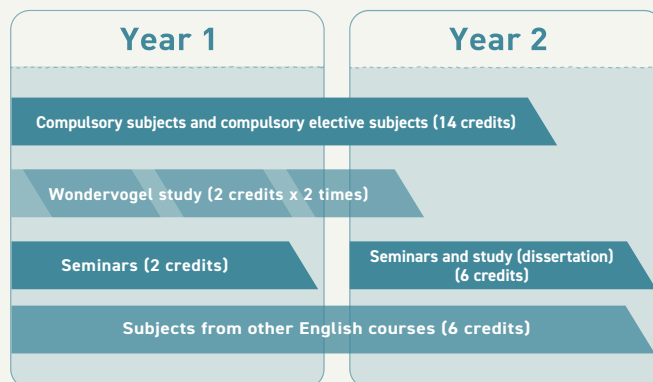 Year 1
Year 2
Compulsory subjects and compulsory elective subjects (14 credits)
Wondervogel study (2 credits x 2 times)
Seminars (2 credits)
Seminars and study (dissertation)
(6 credits)
Subjects from other English courses (6 credits)